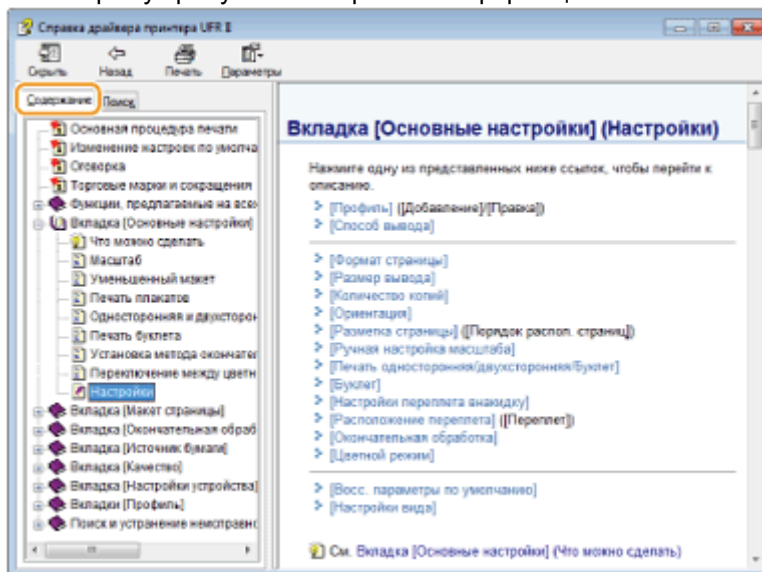 Справка драйвера принтера UFR II
Скрыть Назад Печать Параметры
Содержание Поиск
Основная процедура печати
Изменение настроек по умолча
Оговорка
Торговые марки и сокращения
Функции, предлагаемые на всех
Вкладка [Основные настройки]
Что можно сделать
Масштаб
Уменьшенный макет
Печать плакатов
Односторонняя и двухсторон
Печать буклета
Установка метода окончател
Переключение между цветн
Настройки
Вкладка [Макет страницы]
Вкладка [Окончательная обраб
Вкладка [Источник бумаги]
Вкладка [Качество]
Вкладка [Настройки устройства]
Вкладки [Профиль]
Поиск и устранение неисправно
Вкладка [Основные настройки] (Настройки)
Нажмите одну из представленных ниже ссылок, чтобы перейти к
описанию.
[Профиль] ([Добавление]/[Правка])
[Способ вывода]
[Формат страницы]
[Размер вывода]
[Количество копий]
[Ориентация]
[Разметка страницы] ([Порядок распол. страниц])
[Ручная настройка масштаба]
[Печать односторонняя/двухсторонняя/Буклет]
[Буклет]
[Настройки переплета внакидку]
[Расположение переплета] ([Переплет])
[Окончательная обработка]
[Цветной режим]
[Восс. параметры по умолчанию]
[Настройки вида]
См. Вкладка [Основные настройки] (Что можно сделать)